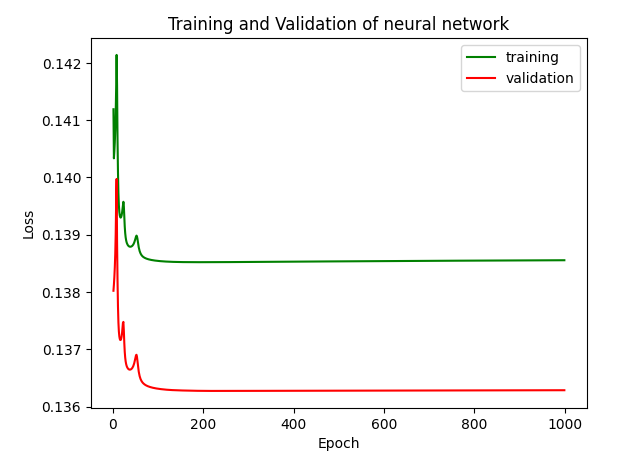 Training and Validation of neural network
training
validation
0.142
0.141
0.140
0.139
0.138
0.137
0.136
Loss
0
200
400
600
800
1000
Epoch